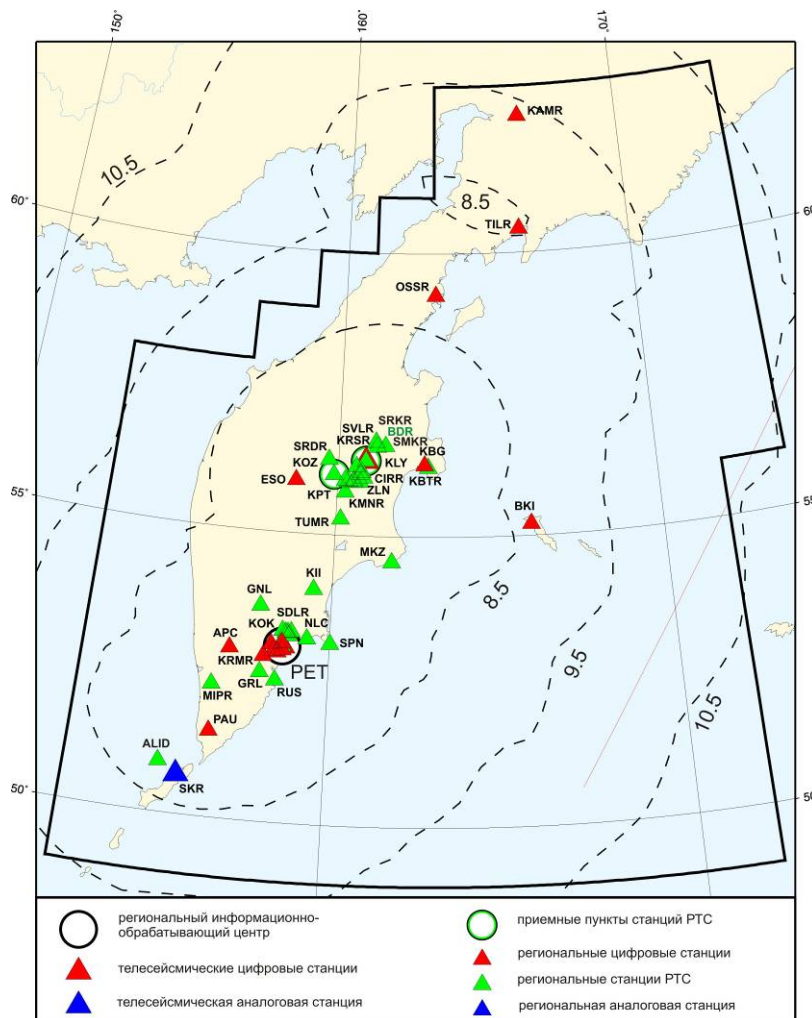 150°
160°
170°
10.5
60°
8.5
KAMR
TILR
60°
OSSR
SRKR
SVLR
BDR
KRSR
SMKR
SRDR
KBG
KOZ
KLY
ESO
CIRR
KBTR
KPT
ZLN
KMNR
55°
55°
BKI
TUMR
MKZ
KII
GNL
8.5
SDLR
KOK
NLC
APC
SPN
KRMR
PET
9.5
GRL
RUS
MIPR
10.5
PAU
ALID
SKR
50°
50
региональный информационно-
обрабатывающий центр
телесейсмические цифровые станции
телесейсмическая аналоговая станция
приемные пункты станций РТС
региональные цифровые станции
региональные станции РТС
региональная аналоговая станция